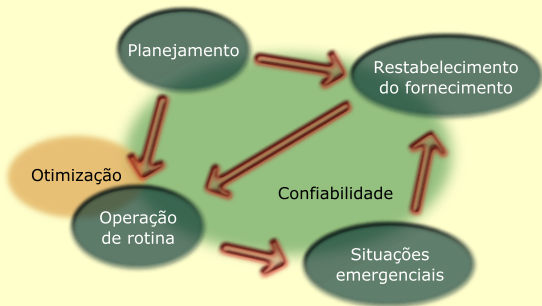 Planejamento
Restabelecimento
do fornecimento
Otimização
Confiabilidade
Operação
de rotina
Situações
emergenciais